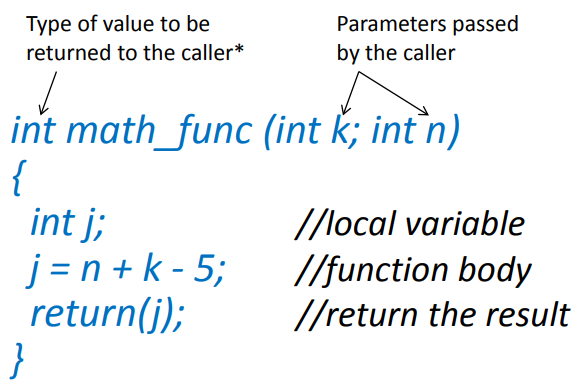 Type of value to be
returned to the caller*
Parameters passed
by the caller
int math_func (int k; int n)
{
int j; //local variable
j = n + k - 5; //function body
return(j); //return the result
}